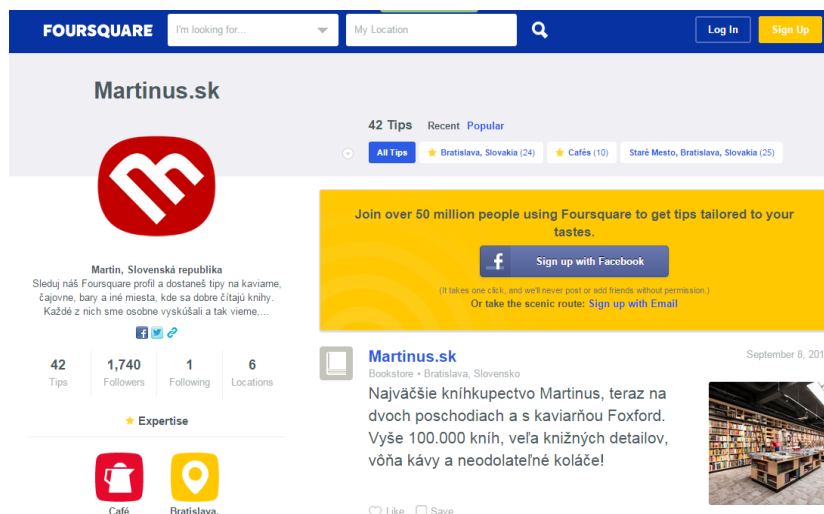 FOURSQUARE
I'm looking for...
My Location
Log In
Sign Up
Martinus.sk
42 Tips Recent Popular
All Tips
Bratislava, Slovakia (24)
Cafés (10)
Staré Mesto, Bratislava, Slovakia (25)
Martin, Slovenská republika
Sleduj náš Foursquare profil a dostaneš tipy na kaviarne,
čajovne, bary a iné miesta, kde sa dobre čítajú knihy.
Každé z nich sme osobne vyskúšali a tak vieme,...
42
Tips
1,740
Followers
1
Following
6
Locations
Expertise
Café
Bratislava,
Join over 50 million people using Foursquare to get tips tailored to your
tastes.
Sign up with Facebook
(It takes one click, and we'll never post or add friends without permission.)
Or take the scenic route: Sign up with Email
Martinus.sk
September 8, 201
Bookstore • Bratislava, Slovensko
Najväčšie kníhkupectvo Martinus, teraz na
dvoch poschodiach a s kaviarňou Foxford.
Vyše 100.000 kníh, veľa knižných detailov,
vôňa kávy a neodolateľné koláče!
Like
Save